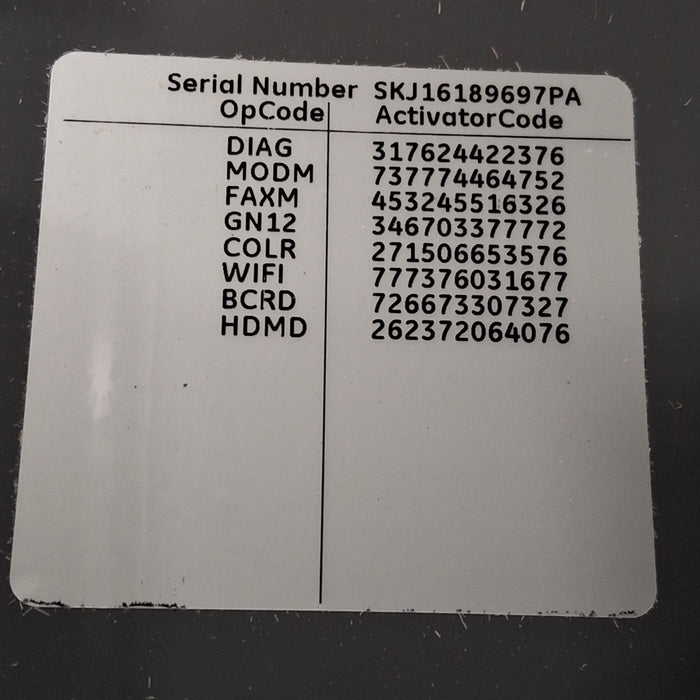 Serial Number SKJ16189697PA
OpCode ActivatorCode
DIAG 317624422376
MODM 737774464752
FAXM 453245516326
GN12 346703377772
COLR 271506653576
WIFI 777376031677
BCRD 726673307327
HDMD 262372064076